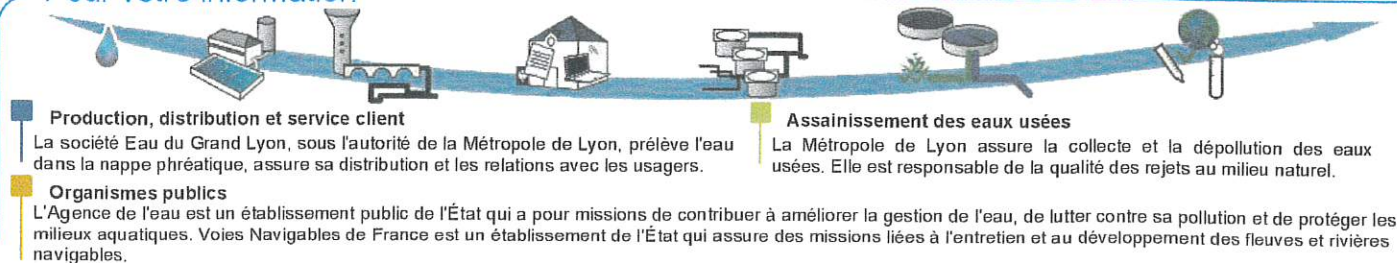 Pour votre information
Production, distribution et service client
La société Eau du Grand Lyon, sous l'autorité de la Métropole de Lyon, prélève l'eau
dans la nappe phréatique, assure sa distribution et les relations avec les usagers.
Assainissement des eaux usées
La Métropole de Lyon assure la collecte et la dépollution des eaux
usées. Elle est responsable de la qualité des rejets au milieu naturel.
Organismes publics
L'Agence de l'eau est un établissement public de l'État qui a pour missions de contribuer à améliorer la gestion de l'eau, de lutter contre sa pollution et de protéger les
milieux aquatiques. Voies Navigables de France est un établissement de l'État qui assure des missions liées à l'entretien et au développement des fleuves et rivières
navigables.